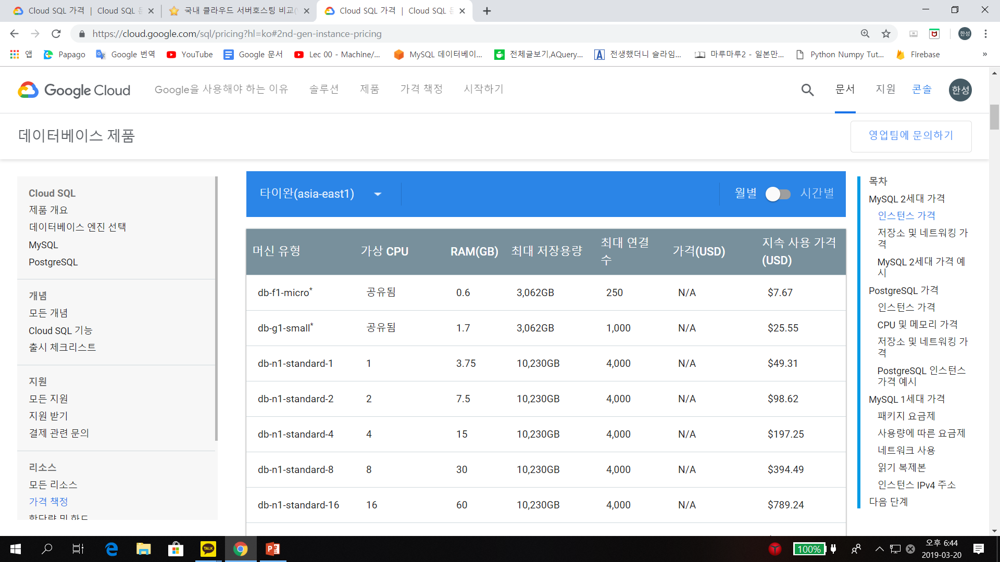 Cloud SQL 가격 | Cloud SQL
국내 클라우드 서버호스팅 비교(
Cloud SQL 가격 | Cloud SQL
https://cloud.google.com/sql/pricing?hl=ko#2nd-gen-instance-pricing
한성
앱
Papago
Google 번역
YouTube
Google 문서
Lec 00 - Machine/...
MySQL 데이터베이...
전체글보기,AQuery...
전생했더니 슬라임...
마루마루2 - 일본만...
Python Numpy Tut...
Firebase
»
Google Cloud
Google을 사용해야 하는 이유
솔루션
제품
가격 책정
시작하기
문서
지원
콘솔
한성
데이터베이스 제품
영업팀에 문의하기
Cloud SQL
제품 개요
데이터베이스 엔진 선택
MySQL
PostgreSQL
개념
모든 개념
Cloud SQL 기능
출시 체크리스트
지원
모든 지원
지원 받기
결제 관련 문의
리소스
모든 리소스
가격 책정
할당량 및 한도
타이완(asia-east1)
월별 시간별
머신 유형 가상 CPU RAM(GB) 최대 저장용량 최대 연결 수 가격(USD) 지속 사용 가격(USD)
db-f1-micro* 공유됨 0.6 3,062GB 250 N/A $7.67
db-g1-small* 공유됨 1.7 3,062GB 1,000 N/A $25.55
db-n1-standard-1 1 3.75 10,230GB 4,000 N/A $49.31
db-n1-standard-2 2 7.5 10,230GB 4,000 N/A $98.62
db-n1-standard-4 4 15 10,230GB 4,000 N/A $197.25
db-n1-standard-8 8 30 10,230GB 4,000 N/A $394.49
db-n1-standard-16 16 60 10,230GB 4,000 N/A $789.24
목차
MySQL 2세대 가격
인스턴스 가격
저장소 및 네트워킹 가
격
MySQL 2세대 가격 예
시
PostgreSQL 가격
인스턴스 가격
CPU 및 메모리 가격
저장소 및 네트워킹 가
격
PostgreSQL 인스턴스
가격 예시
MySQL 1세대 가격
패키지 요금제
사용량에 따른 요금제
네트워크 사용
읽기 복제본
인스턴스 IPv4 주소
다음 단계
TALK
100%
오후 6:44
2019-03-20